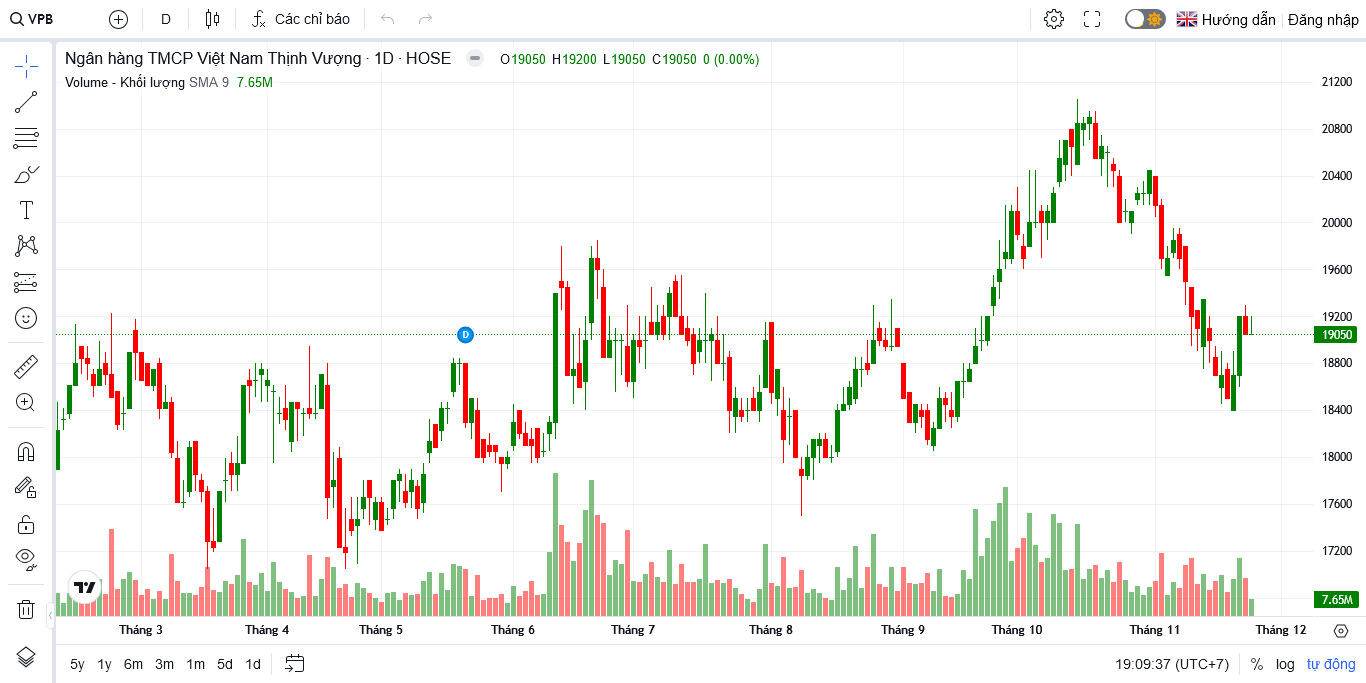 VPB D Các chỉ báo Hướng dẫn Đăng nhập
Ngân hàng TMCP Việt Nam Thịnh Vượng · 1D · HOSE O19050 H19200 L19050 C19050 0 (0.00%)
Volume - Khối lượng SMA 9 7.65M
21200
20800
20400
20000
19600
19200
D
19050
18800
18400
18000
17600
17200
7.65M
Tháng 3 Tháng 4 Tháng 5 Tháng 6 Tháng 7 Tháng 8 Tháng 9 Tháng 10 Tháng 11 Tháng 12
5y 1y 6m 3m 1m 5d 1d 19:09:37 (UTC+7) % log tự động